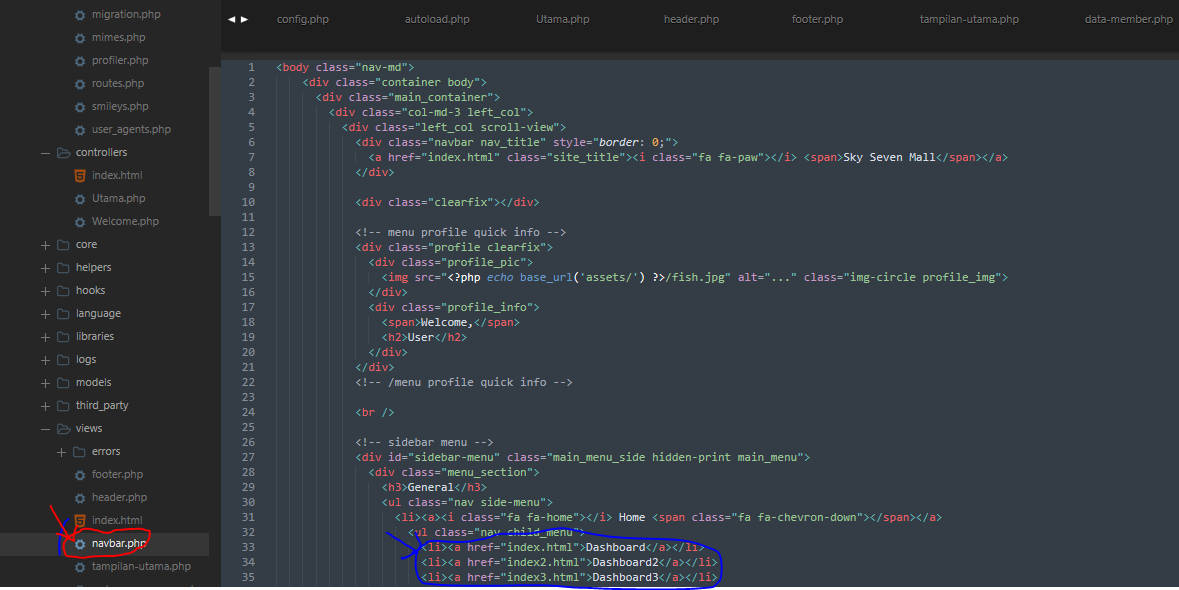 migration.php
mimes.php
profiler.php
routes.php
smileys.php
user_agents.php
controllers
index.html
Utama.php
Welcome.php
core
helpers
hooks
language
libraries
logs
models
third_party
views
errors
footer.php
header.php
index.html
navbar.php
tampilan-utama.php
config.php autoload.php Utama.php header.php footer.php tampilan-utama.php data-member.php
1 <body class="nav-md">
2 <div class="container body">
3 <div class="main_container">
4 <div class="col-md-3 left_col">
5 <div class="left_col scroll-view">
6 <div class="navbar nav_title" style="border: 0;">
7 <a href="index.html" class="site_title"><i class="fa fa-paw"></i> <span>Sky Seven Mall</span></a>
8 </div>
9
10 <div class="clearfix"></div>
11
12 <!-- menu profile quick info -->
13 <div class="profile clearfix">
14 <div class="profile_pic">
15 <img src="<?php echo base_url('assets/') ?>/fish.jpg" alt="..." class="img-circle profile_img">
16 </div>
17 <div class="profile_info">
18 <span>Welcome,</span>
19 <h2>User</h2>
20 </div>
21 </div>
22 <!-- /menu profile quick info -->
23
24 <br />
25
26 <!-- sidebar menu -->
27 <div id="sidebar-menu" class="main_menu_side hidden-print main_menu">
28 <div class="menu_section">
29 <h3>General</h3>
30 <ul class="nav side-menu">
31 <li><a><i class="fa fa-home"></i> Home <span class="fa fa-chevron-down"></span></a>
32 <ul class="nav child_menu">
33 <li><a href="index.html">Dashboard</a></li>
34 <li><a href="index2.html">Dashboard2</a></li>
35 <li><a href="index3.html">Dashboard3</a></li>